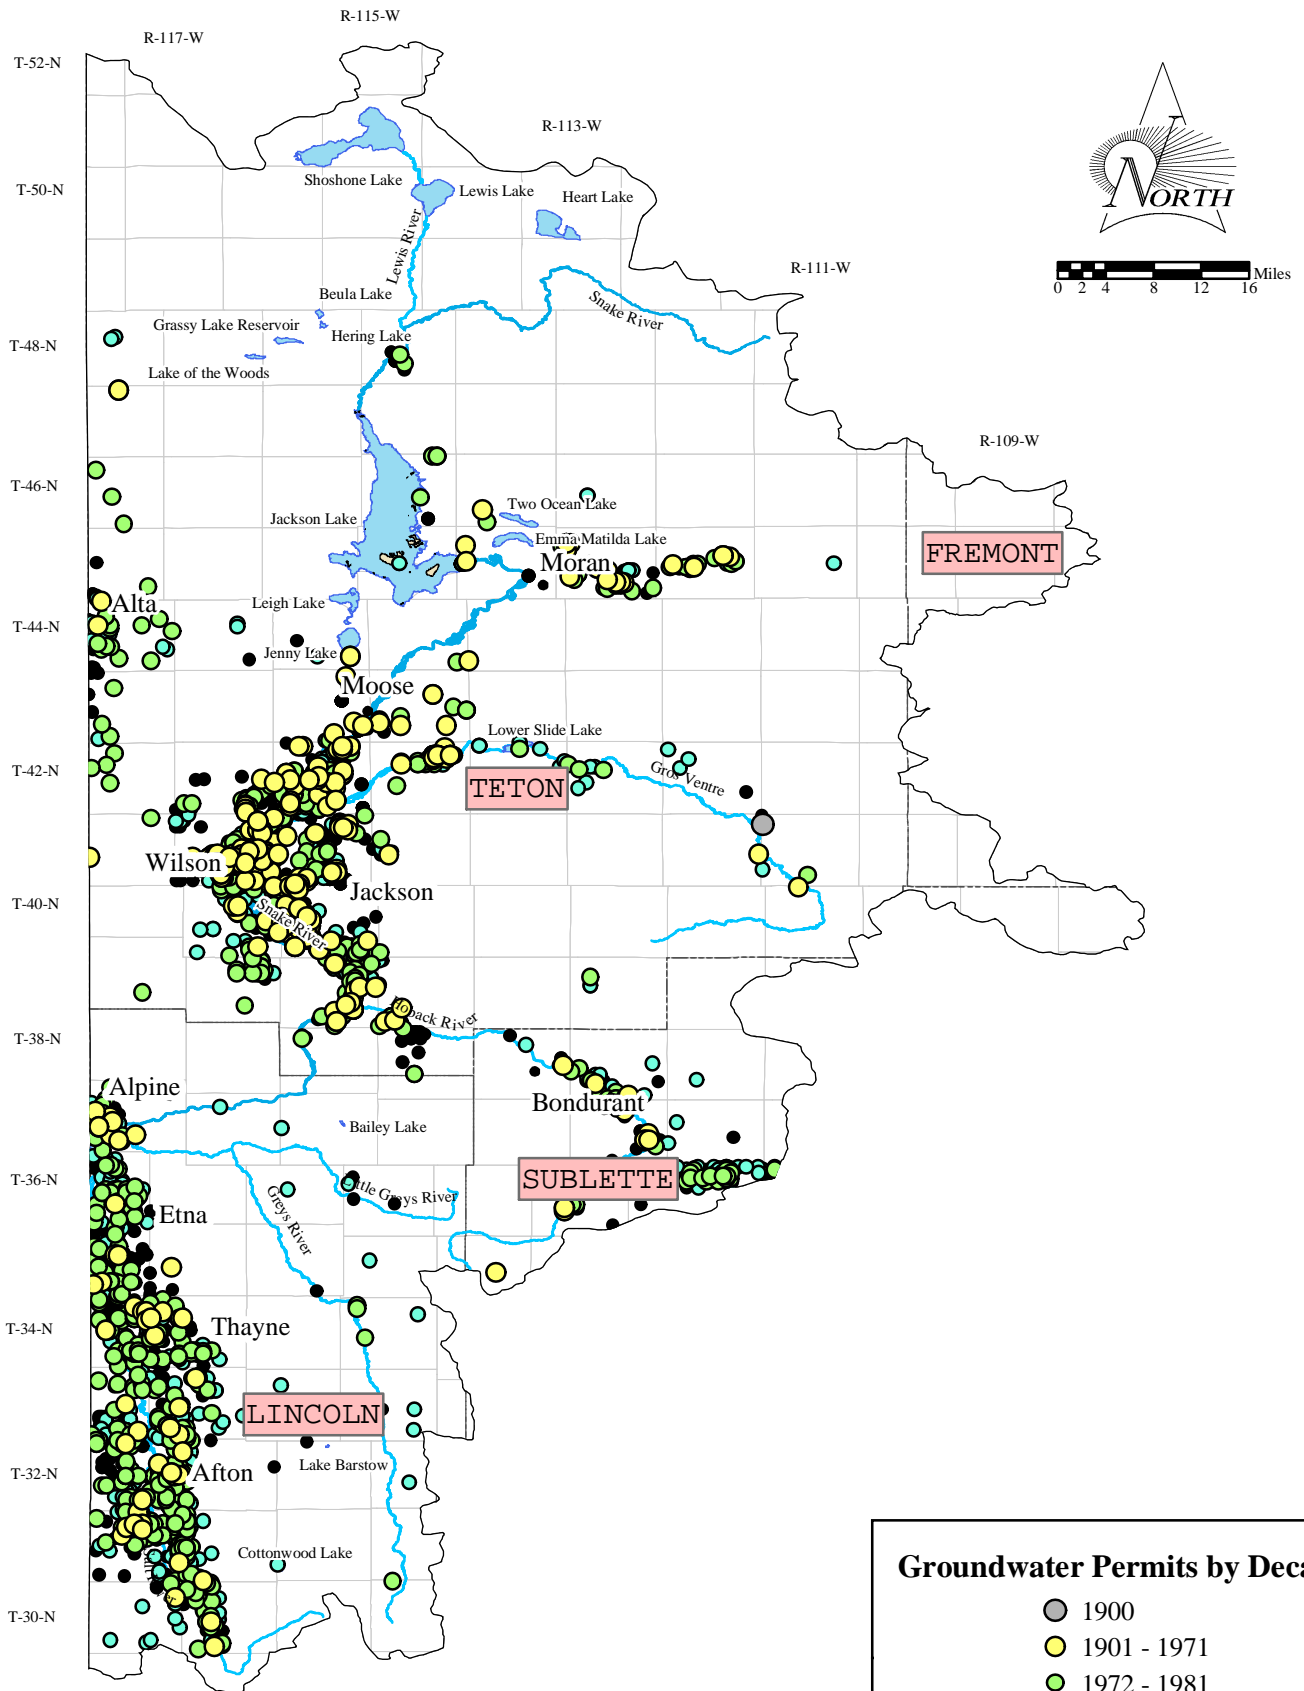 R-115-W
R-117-W
T-52-N
R-113-W
Shoshone Lake
T-50-N
Lewis Lake
Heart Lake
NORTH
Lewis River
R-111-W
Miles
0 2 4 8 12 16
Beula Lake
Snake River
Grassy Lake Reservoir
Hering Lake
T-48-N
Lake of the Woods
R-109-W
T-46-N
Two Ocean Lake
Jackson Lake
Emma Matilda Lake
FREMONT
Moran
Leigh Lake
Alta
T-44-N
Jenny Lake
Moose
Lower Slide Lake
T-42-N
Gros Ventre
TETON
Wilson
Jackson
T-40-N
Snake River
Hoback River
T-38-N
Alpine
Bondurant
Bailey Lake
T-36-N
SUBLETTE
Little Greys River
Greys River
Etna
T-34-N
Thayne
LINCOLN
Lake Barstow
T-32-N
Afton
Cottonwood Lake
Groundwater Permits by Deca
1900
T-30-N
1901 - 1971
1972 - 1981